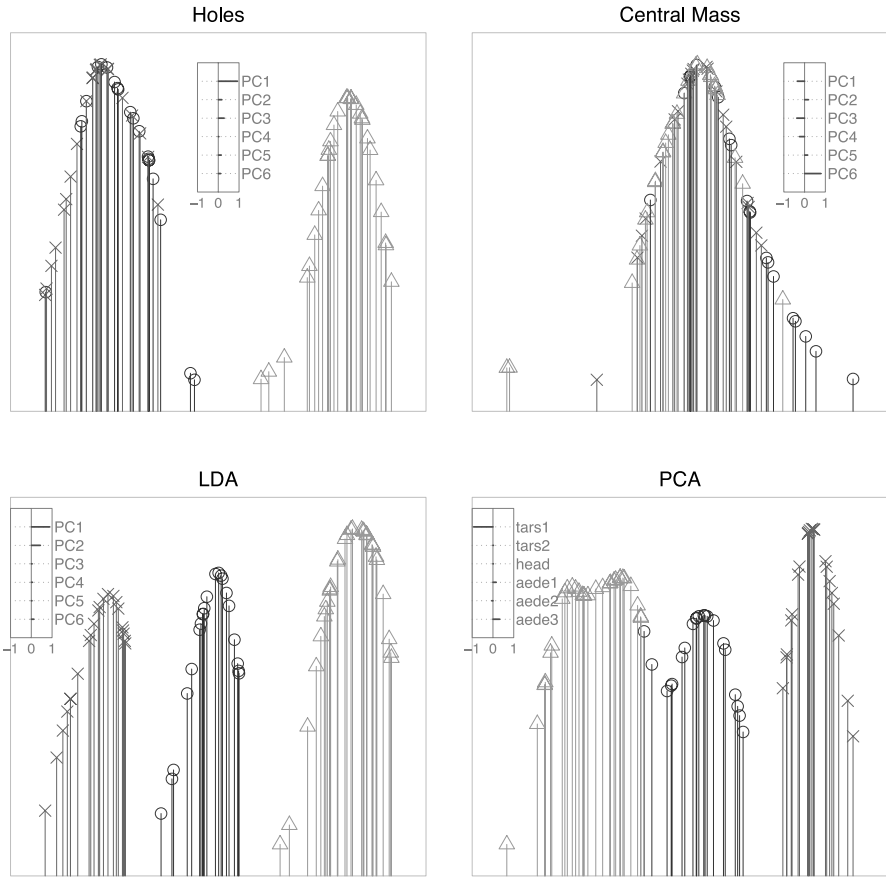 Holes
Central Mass
PC1
PC2
PC3
PC4
PC5
PC6
−1 0 1
PC1
PC2
PC3
PC4
PC5
PC6
−1 0 1
LDA
PCA
PC1
PC2
PC3
PC4
PC5
PC6
−1 0 1
tars1
tars2
head
aede1
aede2
aede3
−1 0 1